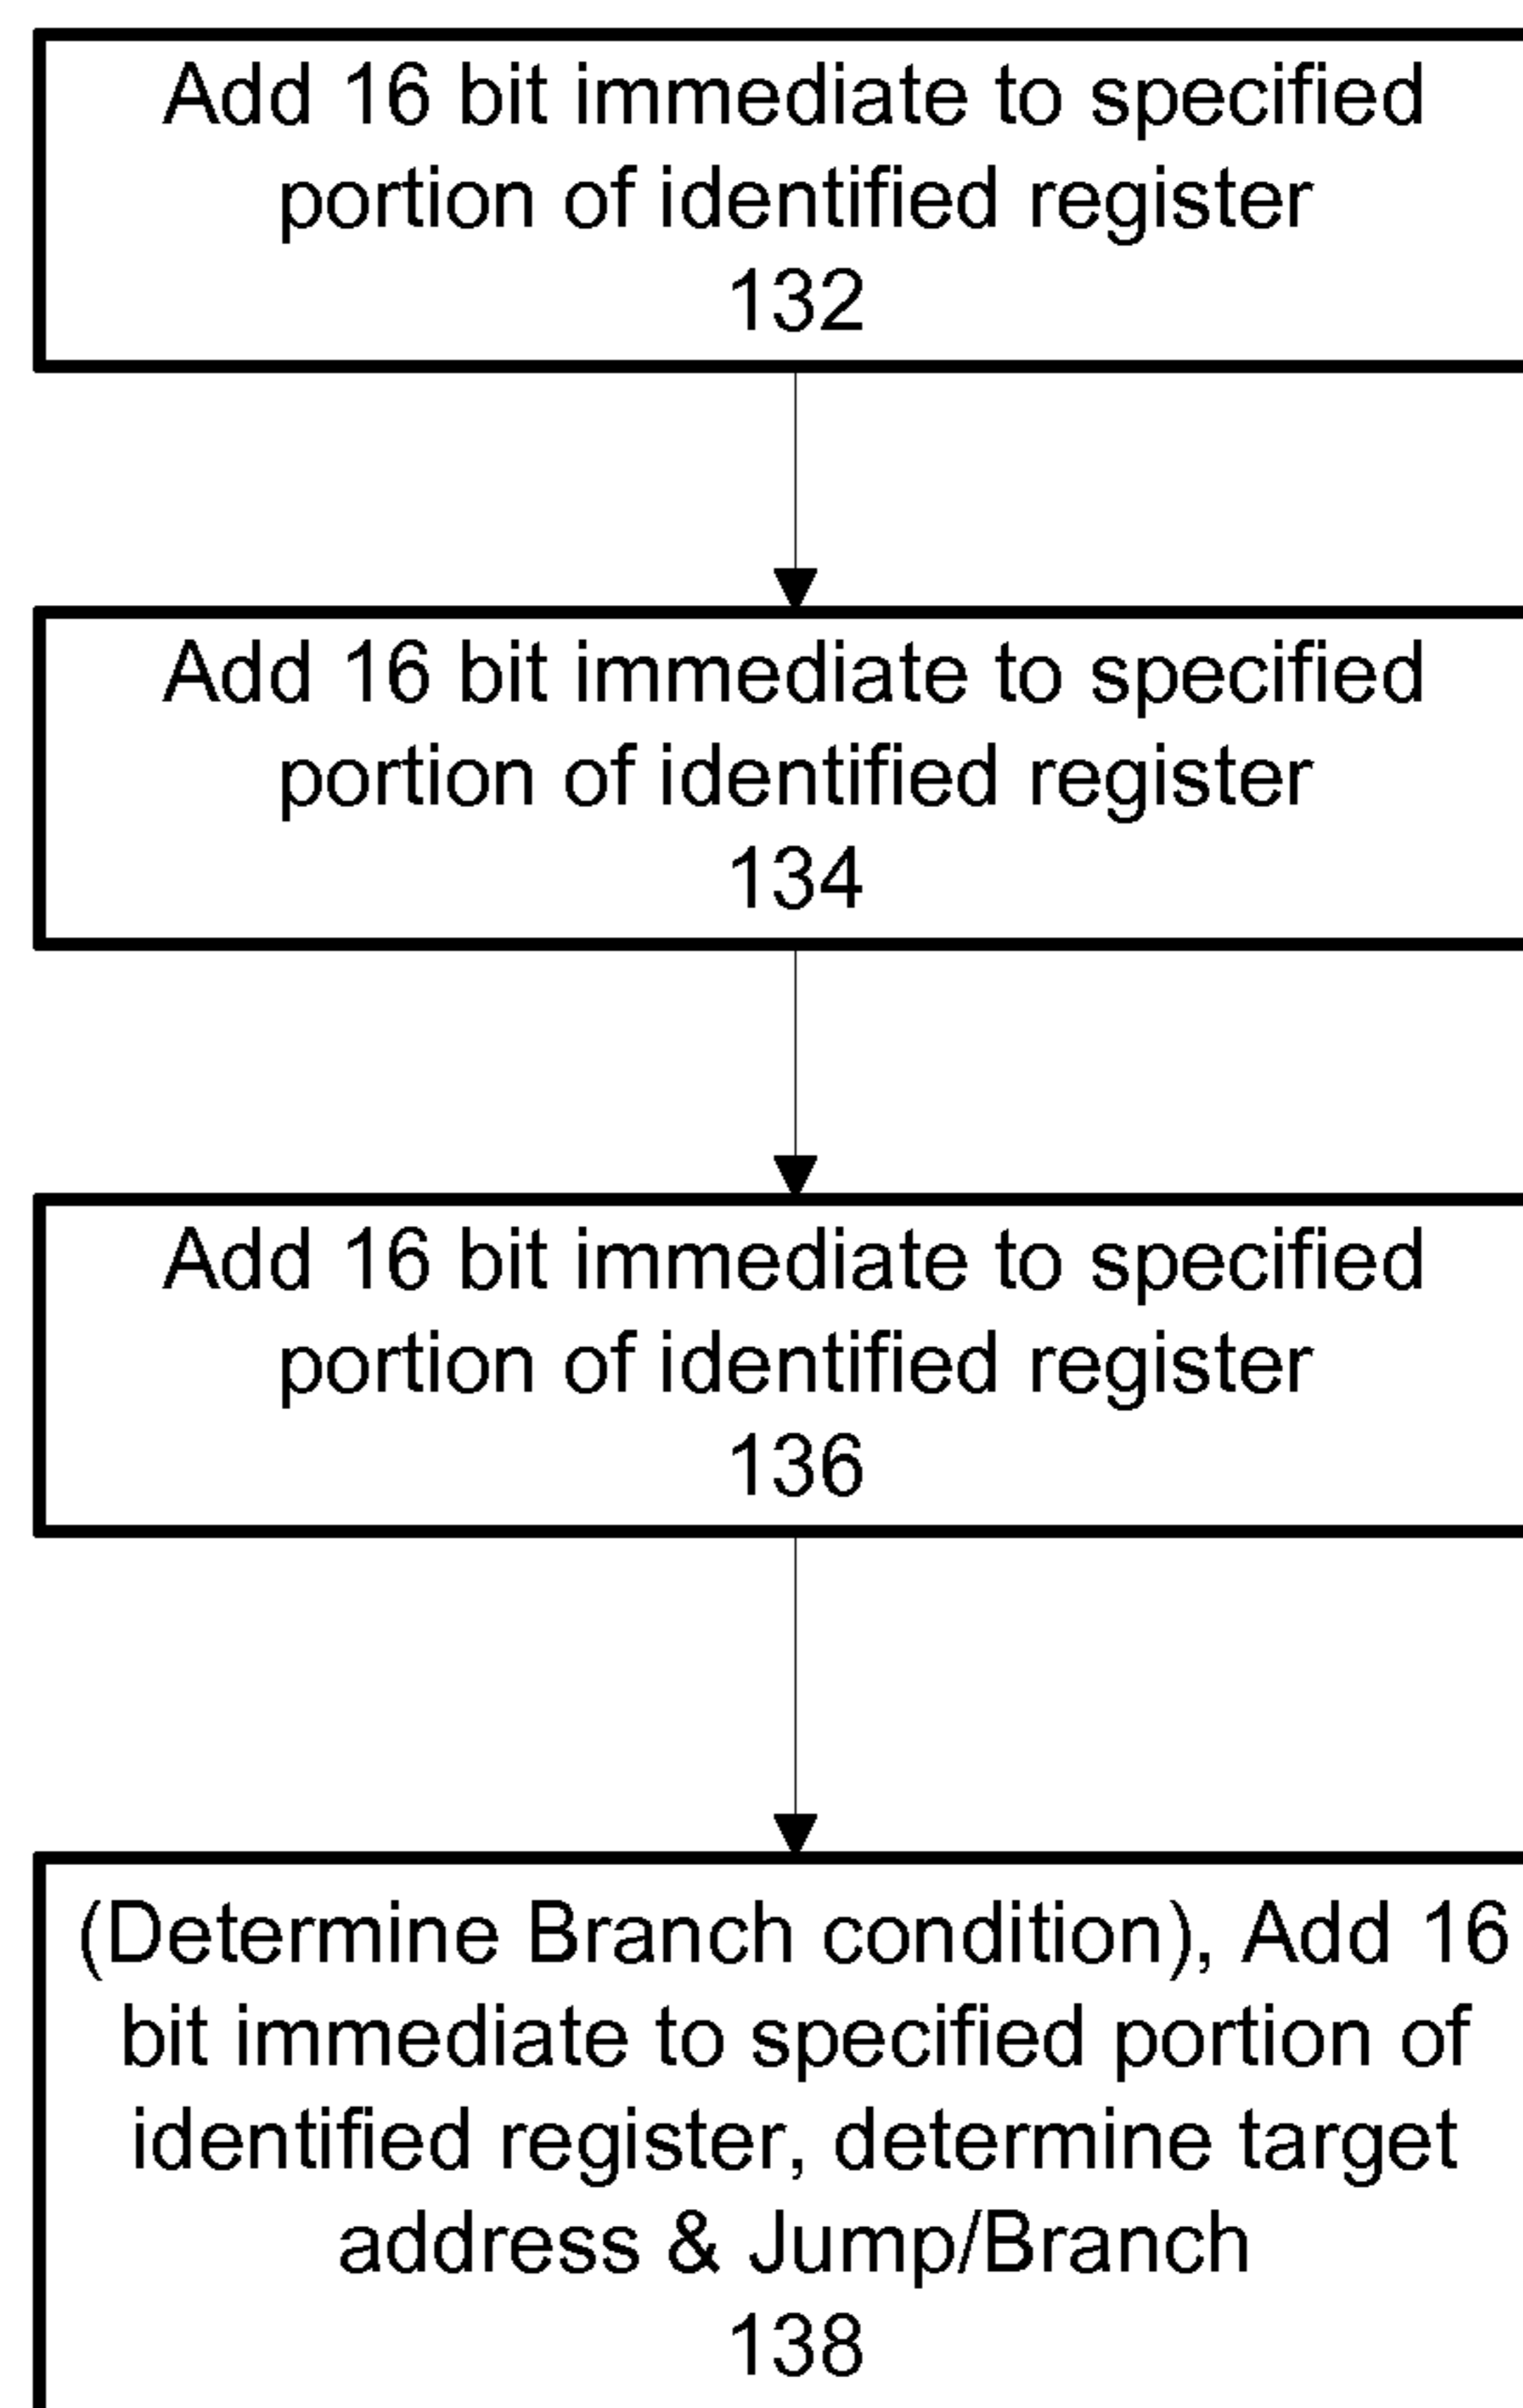 Add 16 bit immediate to specified
portion of identified register
132
Add 16 bit immediate to specified
portion of identified register
134
Add 16 bit immediate to specified
portion of identified register
136
(Determine Branch condition), Add 16
bit immediate to specified portion of
identified register, determine target
address & Jump/Branch
138